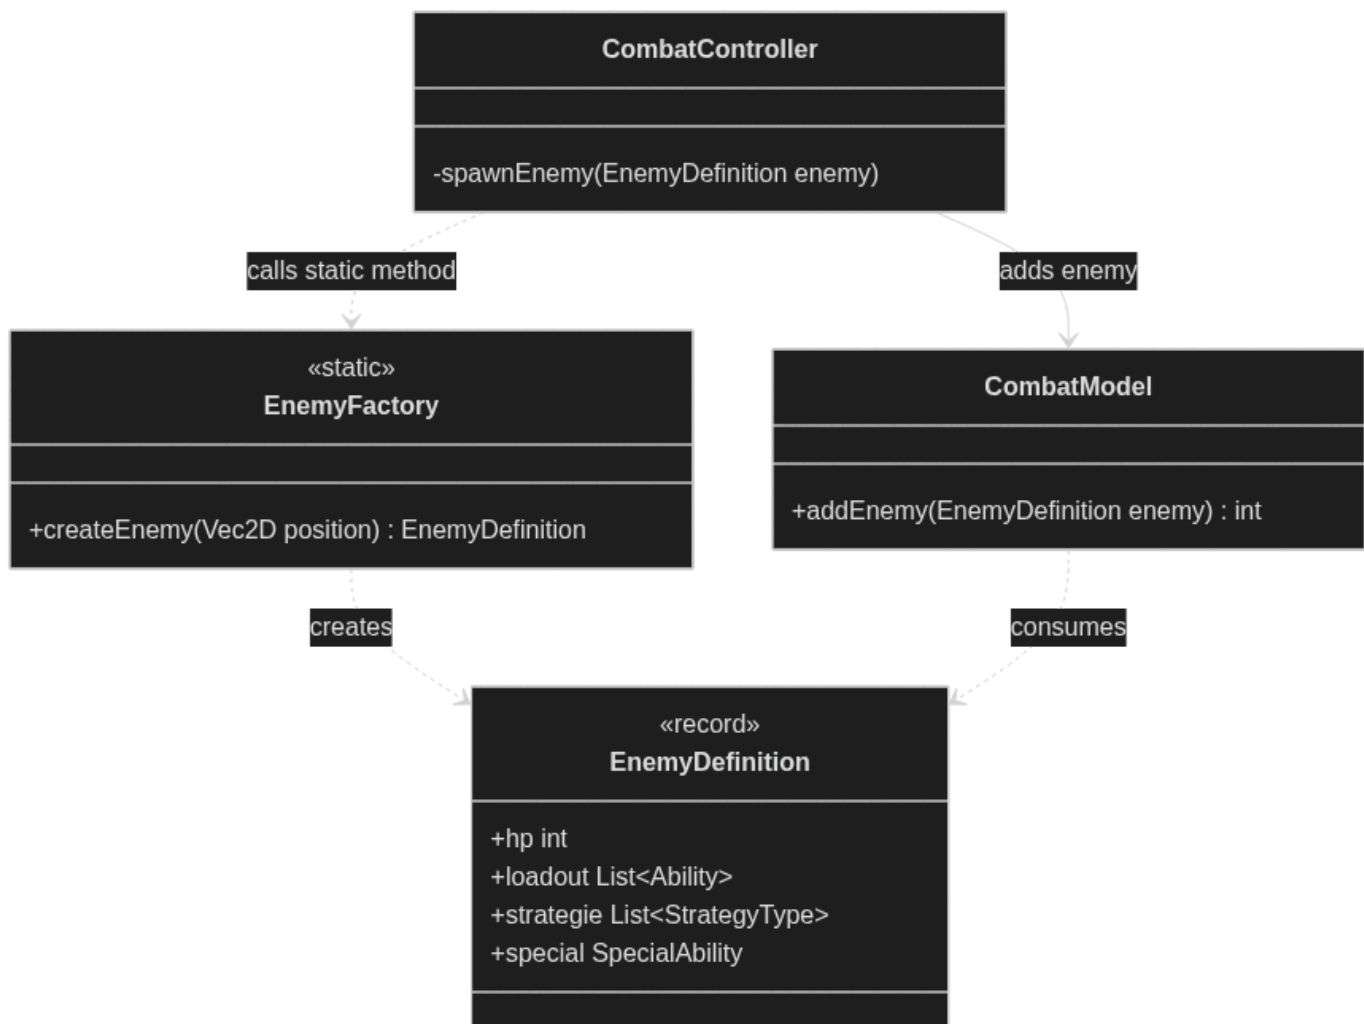 CombatController
-spawnEnemy(EnemyDefinition enemy)
calls static method
adds enemy
«static»
EnemyFactory
+createEnemy(Vec2D position) : EnemyDefinition
CombatModel
+addEnemy(EnemyDefinition enemy) : int
creates
consumes
«record»
EnemyDefinition
+hp int
+loadout List<Ability>
+strategie List<StrategyType>
+special SpecialAbility